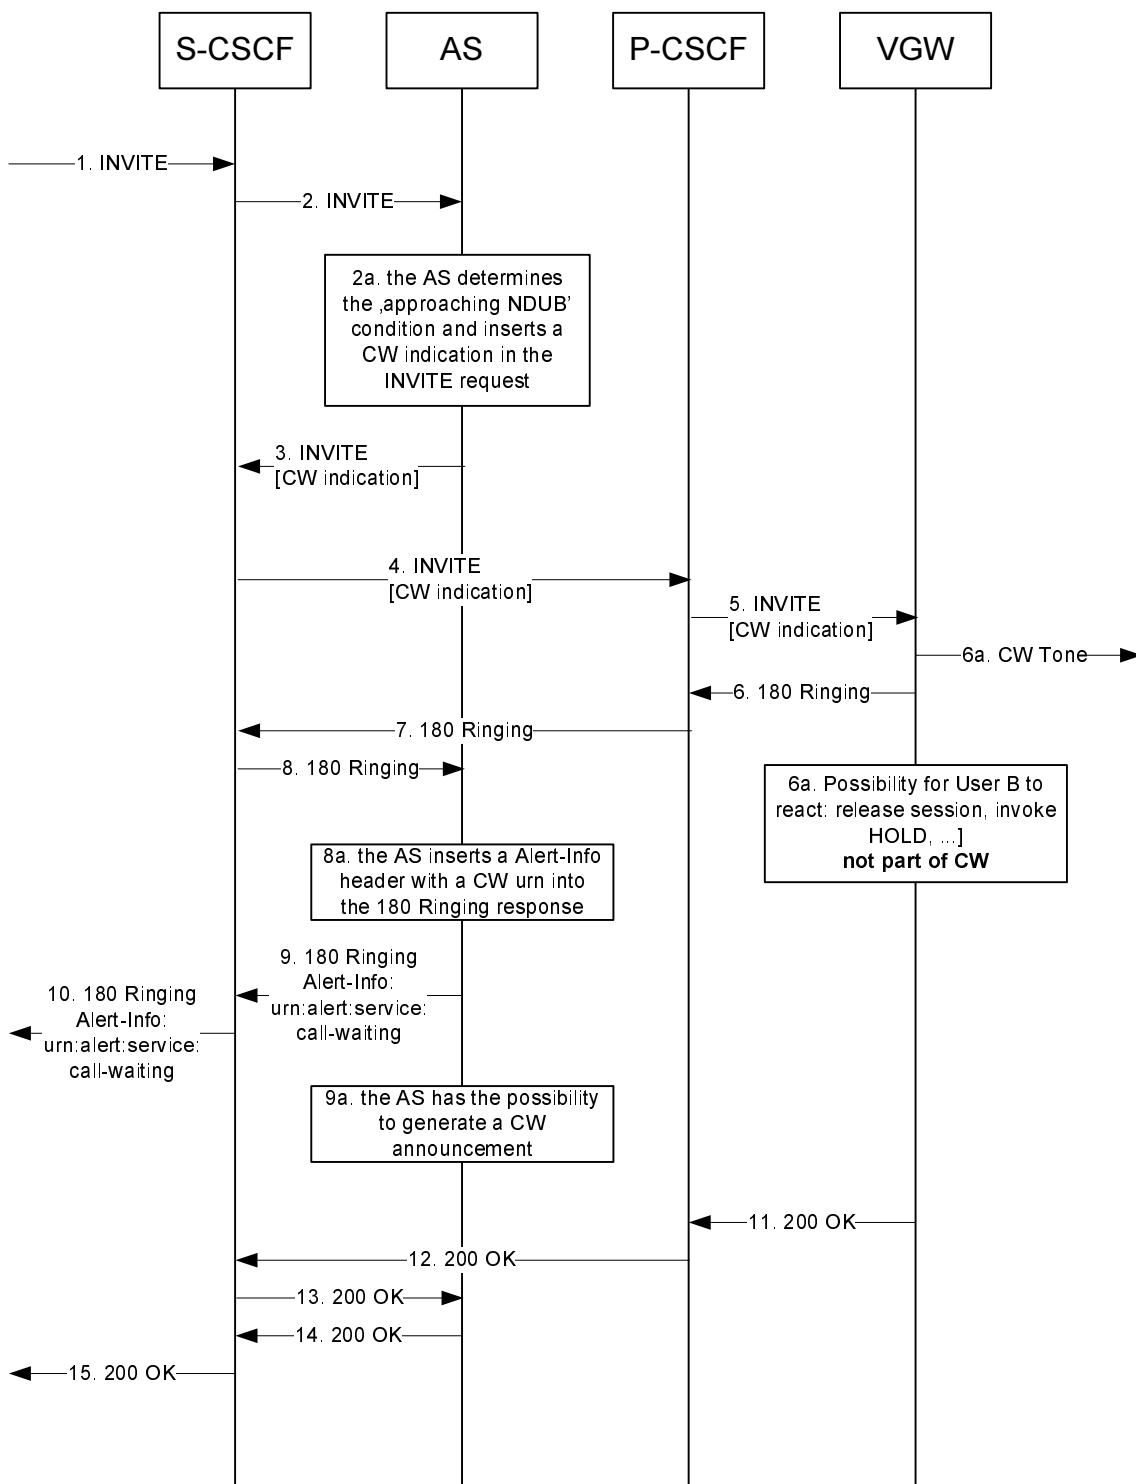 S-CSCF
AS
P-CSCF
VGW
1. INVITE
2. INVITE
2a. the AS determines
the ‚approaching NDUB’
condition and inserts a
CW indication in the
INVITE request
3. INVITE
[CW indication]
4. INVITE
[CW indication]
5. INVITE
[CW indication]
6a. CW Tone
6. 180 Ringing
7. 180 Ringing
8. 180 Ringing
6a. Possibility for User B to
react: release session, invoke
HOLD, ...]
not part of CW
8a. the AS inserts a Alert-Info
header with a CW urn into
the 180 Ringing response
9. 180 Ringing
Alert-Info:
urn:alert:service:
call-waiting
10. 180 Ringing
Alert-Info:
urn:alert:service:
call-waiting
9a. the AS has the possibility
to generate a CW
announcement
11. 200 OK
12. 200 OK
13. 200 OK
14. 200 OK
15. 200 OK